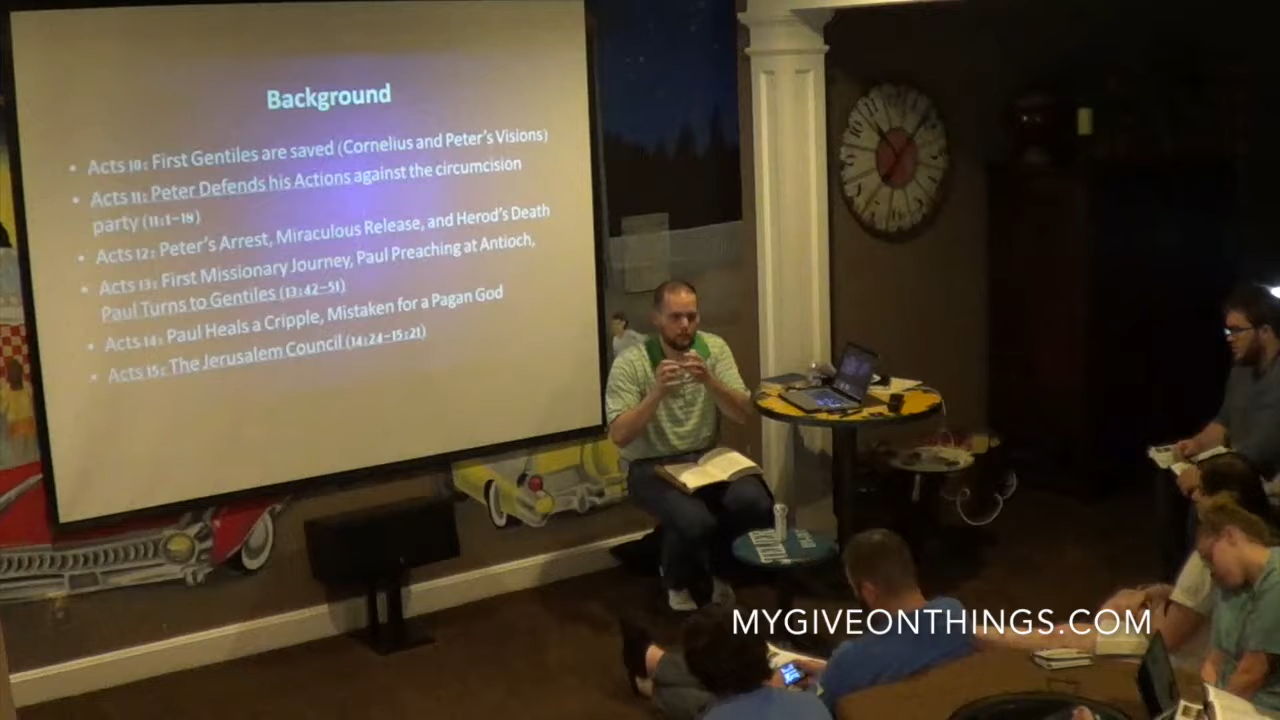 Background
• Acts 10: First Gentiles are saved (Cornelius and Peter's Visions)
• Acts 11: Peter Defends his Actions against the circumcision
party (11:1-18)
• Acts 12: Peter's Arrest, Miraculous Release, and Herod's Death
• Acts 13: First Missionary Journey, Paul Preaching at Antioch,
Paul Turns to Gentiles (13:42-51)
• Acts 14: Paul Heals a Cripple, Mistaken for a Pagan God
• Acts 15: The Jerusalem Council (14:24-15:21)
MYGIVEONTHINGS.COM